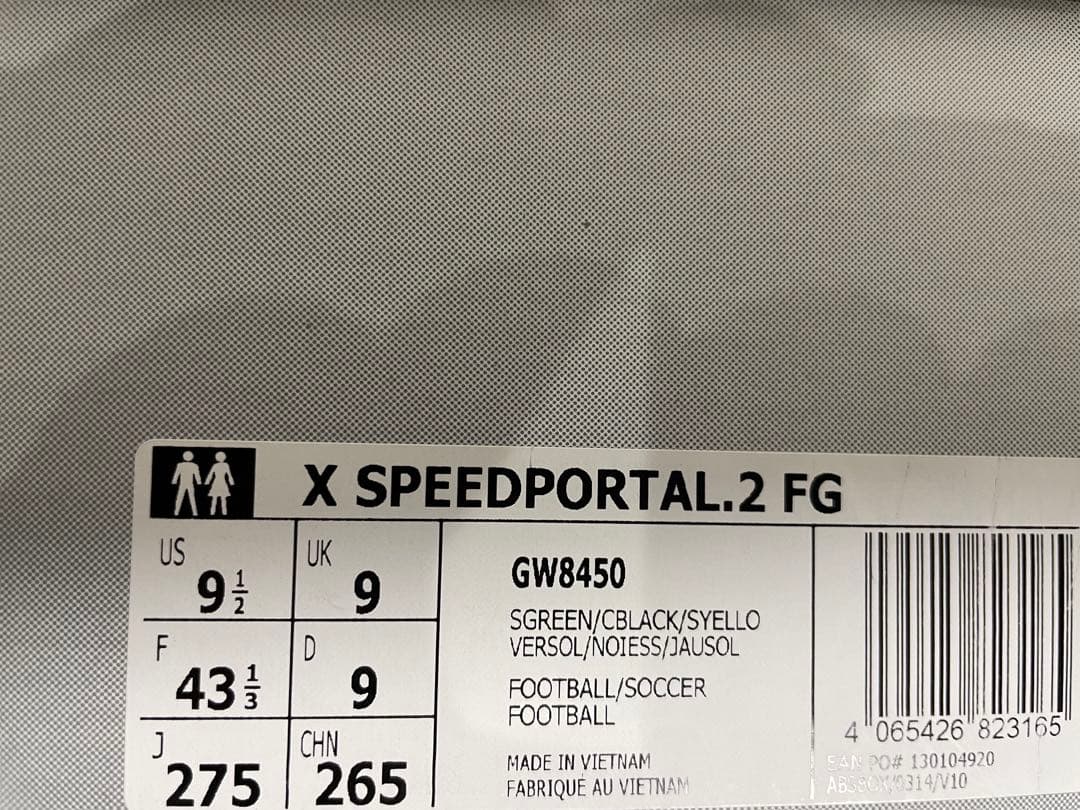 X SPEEDPORTAL.2 FG
US 9 1/2
UK 9
F 43 1/3
D 9
J 275
CHN 265
GW8450
SGREEN/CBLACK/SYELLO
VERSOL/NOIESS/JAUSOL
FOOTBALL/SOCCER
FOOTBALL
MADE IN VIETNAM
FABRIQUÉ AU VIETNAM
4 065426 823165
EAN PO# 130104920